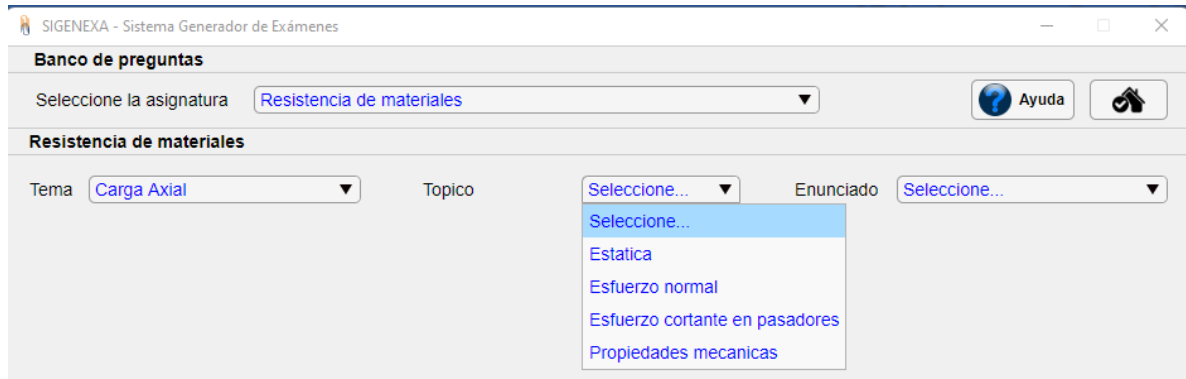 SIGENEXA - Sistema Generador de Exámenes
Banco de preguntas
Seleccione la asignatura Resistencia de materiales Ayuda
Resistencia de materiales
Tema Carga Axial Topico Seleccione... Enunciado Seleccione...
Seleccione...
Estatica
Esfuerzo normal
Esfuerzo cortante en pasadores
Propiedades mecanicas